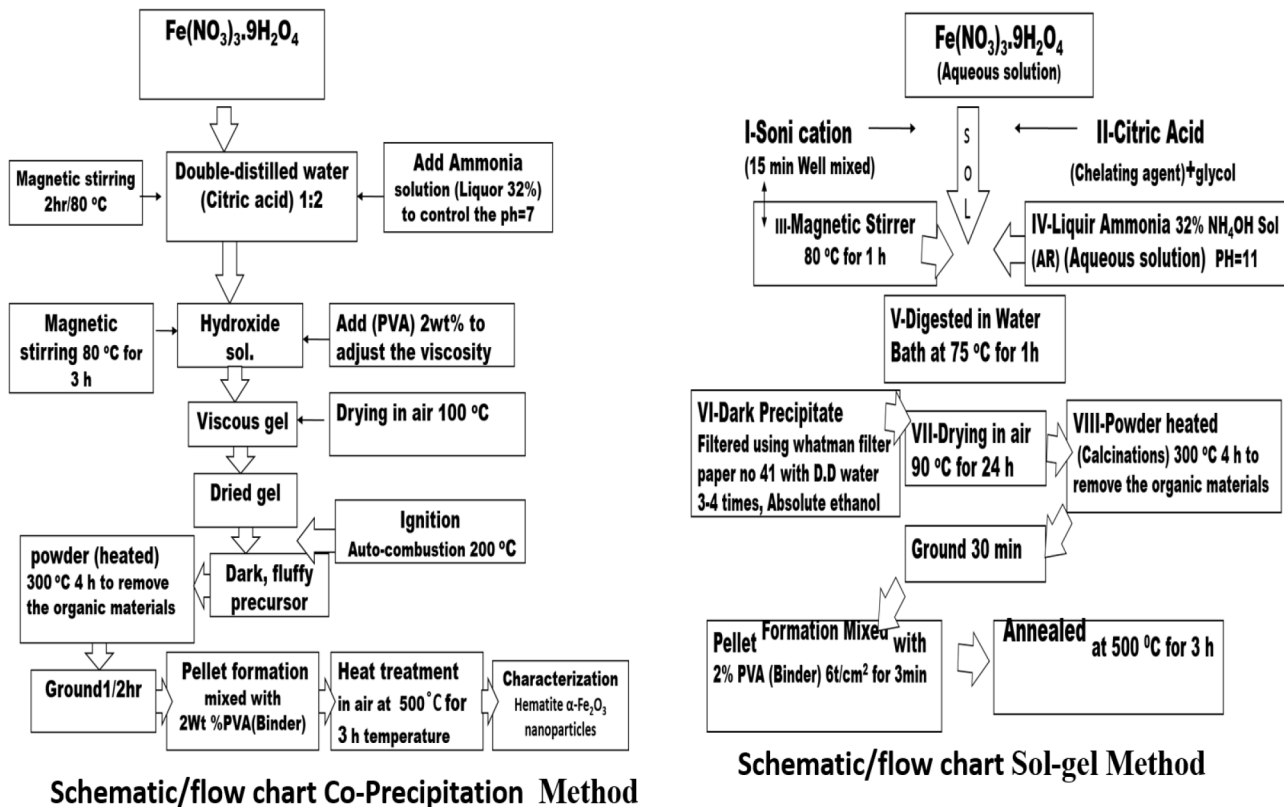 Fe(NO3)3.9H2O4
Magnetic stirring
2hr/80 °C
Double-distilled water
(Citric acid) 1:2
Add Ammonia
solution (Liquor 32%)
to control the ph=7
Magnetic
stirring 80 °C for
3 h
Hydroxide
sol.
Add (PVA) 2wt% to
adjust the viscosity
Viscous gel
Drying in air 100 °C
Dried gel
Ignition
Auto-combustion 200 °C
powder (heated)
300 °C 4 h to remove
the organic materials
Dark, fluffy
precursor
Ground1/2hr
Pellet formation
mixed with
2Wt %PVA(Binder)
Heat treatment
in air at 500°C for
3 h temperature
Characterization
Hematite α-Fe2O3
nanoparticles
Schematic/flow chart Co-Precipitation Method
Fe(NO3)3.9H2O4
(Aqueous solution)
I-Soni cation
(15 min Well mixed)
S
O
L
II-Citric Acid
(Chelating agent)+glycol
III-Magnetic Stirrer
80 °C for 1 h
IV-Liquir Ammonia 32% NH4OH Sol
(AR) (Aqueous solution) PH=11
V-Digested in Water
Bath at 75 °C for 1h
VI-Dark Precipitate
Filtered using whatman filter
paper no 41 with D.D water
3-4 times, Absolute ethanol
VII-Drying in air
90 °C for 24 h
VIII-Powder heated
(Calcinations) 300 °C 4 h to
remove the organic materials
Ground 30 min
Pellet Formation Mixed with
2% PVA (Binder) 6t/cm2 for 3min
Annealed at 500 °C for 3 h
Schematic/flow chart Sol-gel Method